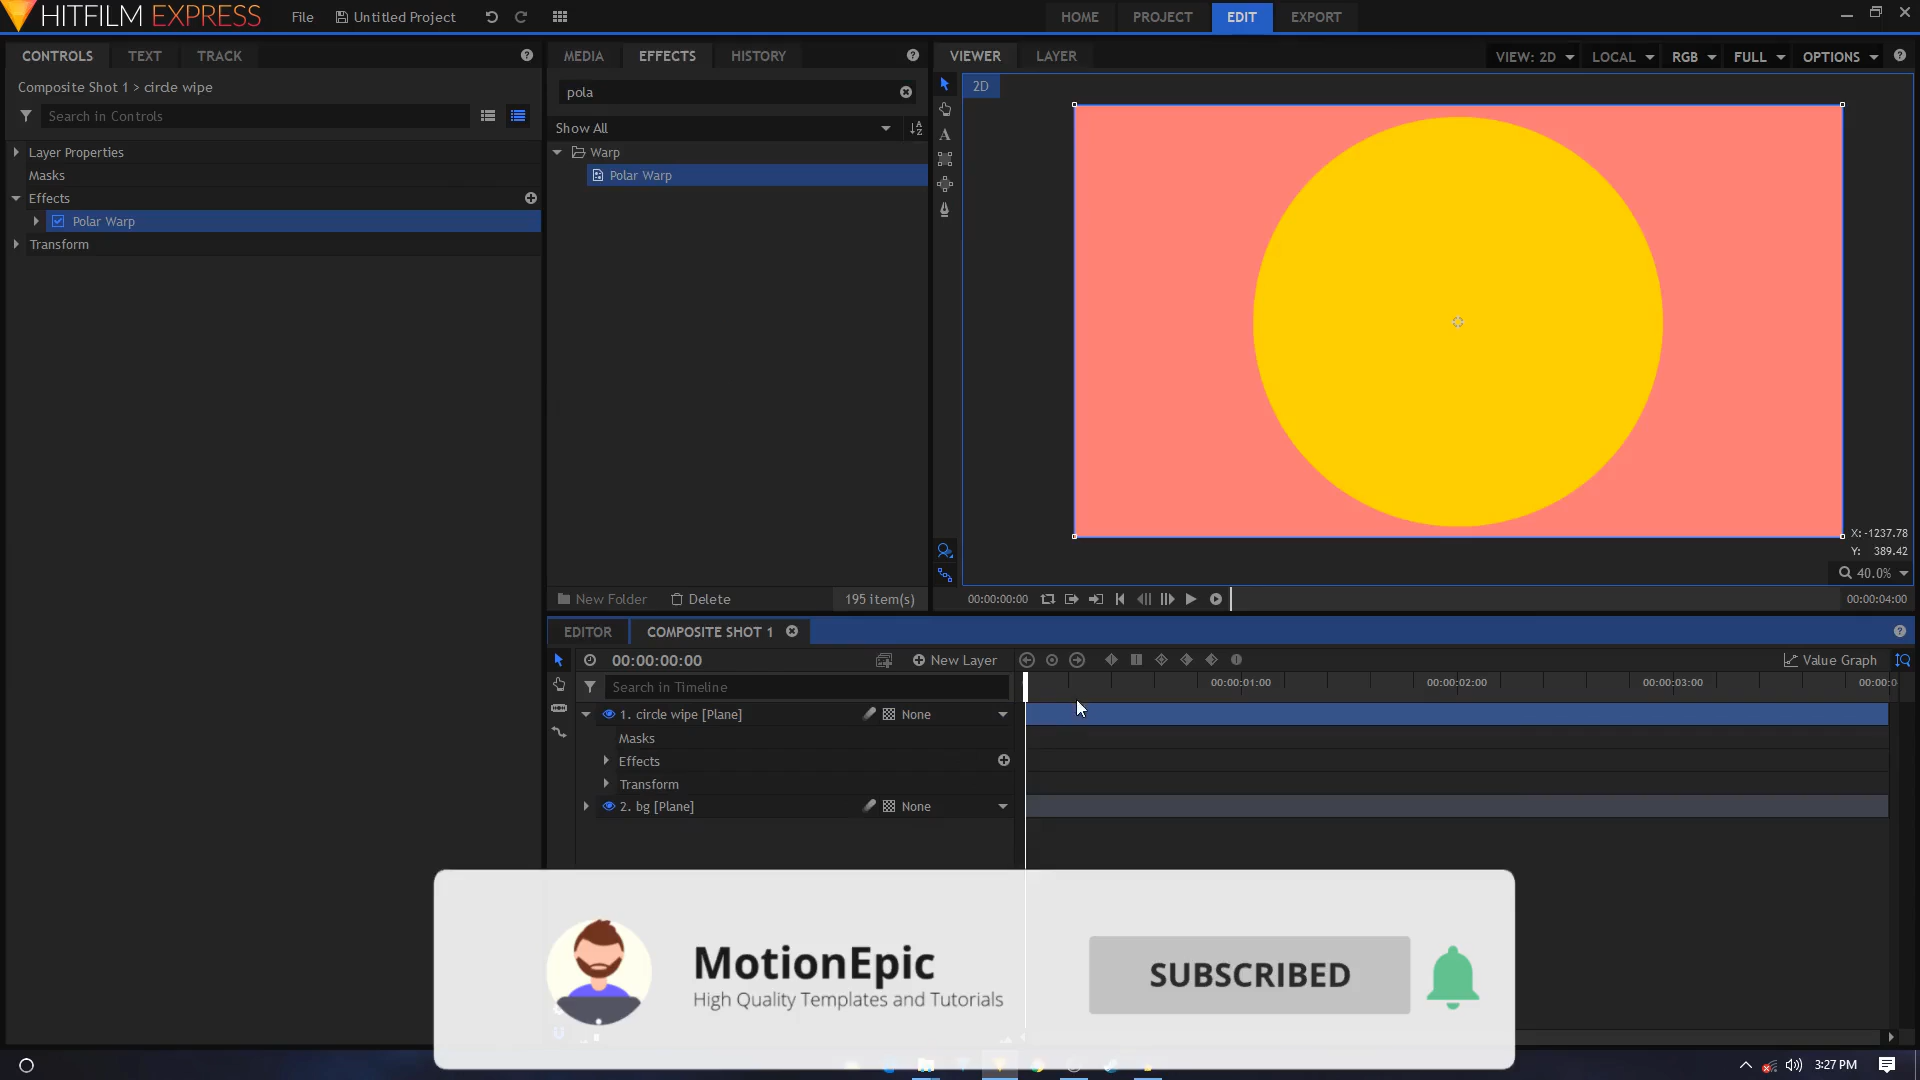 HITFILM EXPRESS
File
Untitled Project
HOME
PROJECT
EDIT
EXPORT
CONTROLS
TEXT
TRACK
MEDIA
EFFECTS
HISTORY
VIEWER
LAYER
VIEW: 2D
LOCAL
RGB
FULL
OPTIONS
Composite Shot 1 > circle wipe
Search in Controls
Layer Properties
Masks
Effects
Polar Warp
Transform
pola
Show All
Warp
Polar Warp
New Folder
Delete
195 item(s)
2D
X: -1237.78
Y: 389.42
40.0%
00:00:00:00
00:00:04:00
EDITOR
COMPOSITE SHOT 1
00:00:00:00
New Layer
Value Graph
Search in Timeline
00:00:01:00
00:00:02:00
00:00:03:00
00:00:0
1. circle wipe [Plane]
None
Masks
Effects
Transform
2. bg [Plane]
None
MotionEpic
High Quality Templates and Tutorials
SUBSCRIBED
3:27 PM